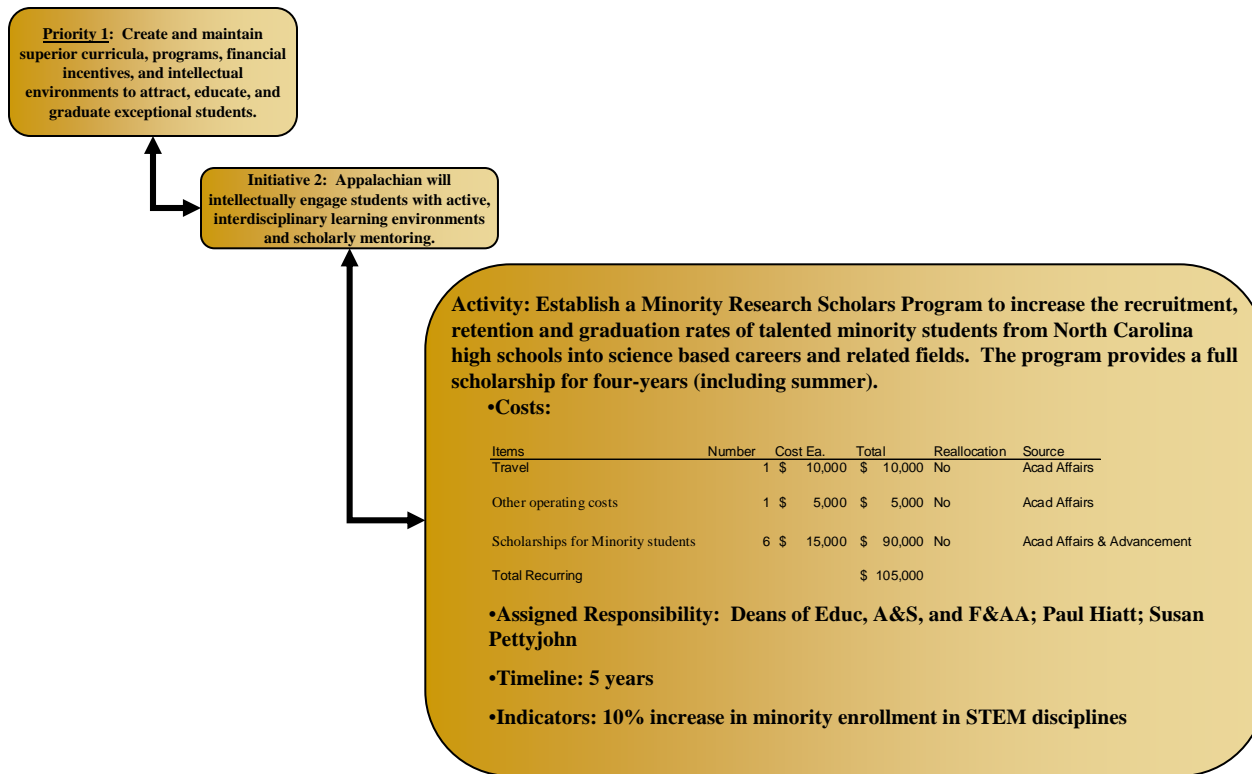 Priority 1: Create and maintain
superior curricula, programs, financial
incentives, and intellectual
environments to attract, educate, and
graduate exceptional students.
Initiative 2: Appalachian will
intellectually engage students with active,
interdisciplinary learning environments
and scholarly mentoring.
Activity: Establish a Minority Research Scholars Program to increase the recruitment,
retention and graduation rates of talented minority students from North Carolina
high schools into science based careers and related fields. The program provides a full
scholarship for four-years (including summer).
•Costs:
Items Number Cost Ea. Total Reallocation Source
Travel 1 $ 10,000 $ 10,000 No Acad Affairs
Other operating costs 1 $ 5,000 $ 5,000 No Acad Affairs
Scholarships for Minority students 6 $ 15,000 $ 90,000 No Acad Affairs & Advancement
Total Recurring $ 105,000
•Assigned Responsibility: Deans of Educ, A&S, and F&AA; Paul Hiatt; Susan
Pettyjohn
•Timeline: 5 years
•Indicators: 10% increase in minority enrollment in STEM disciplines